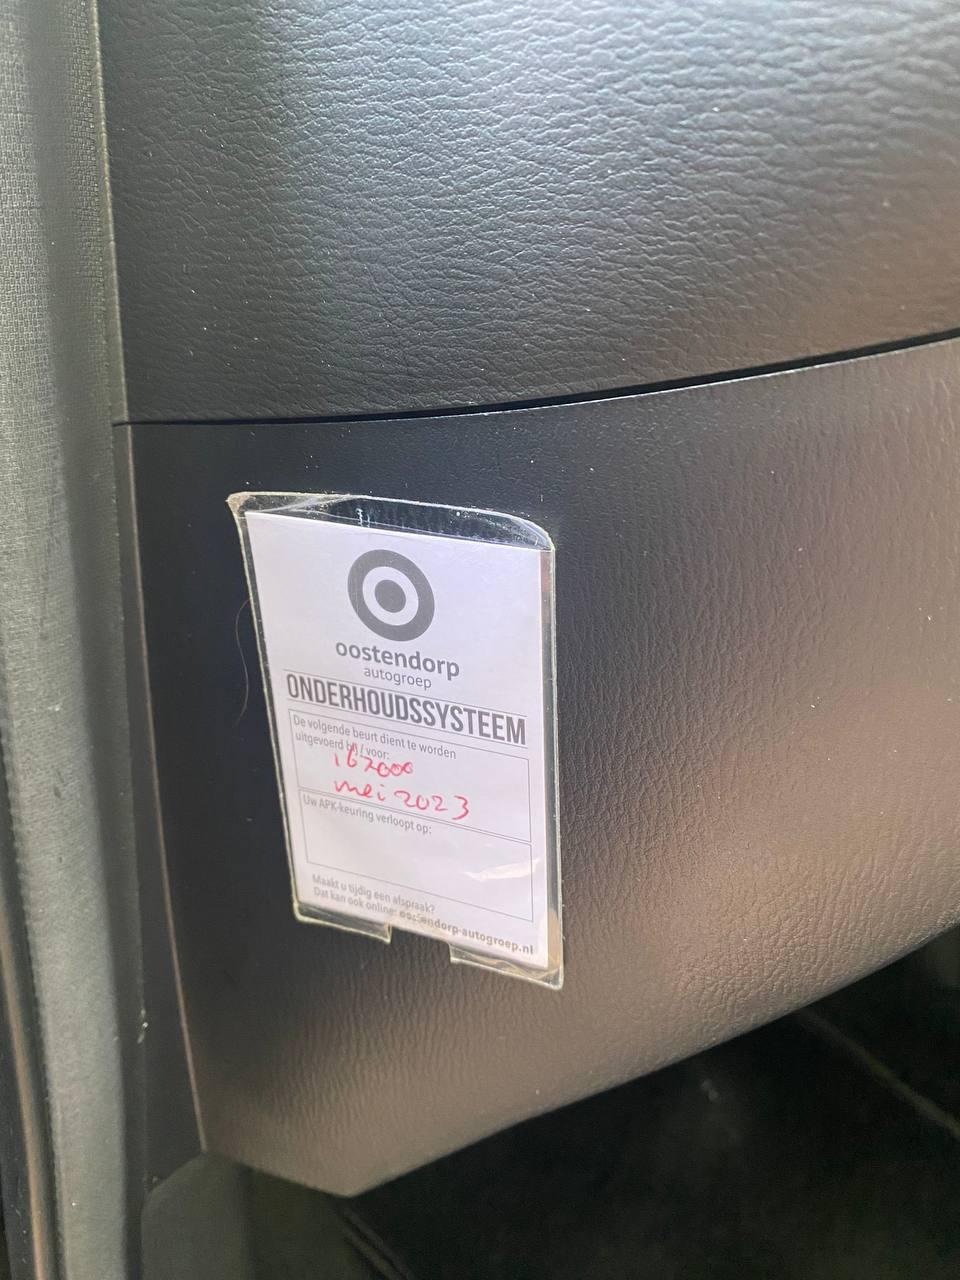 oostendorp
autogroep
ONDERHOUDSSYSTEEM
De volgende beurt dient te worden
uitgevoerd bij / voor:
167000
mei 2023
Uw APK-keuring verloopt op:
Maakt u tijdig een afspraak?
Dat kan ook online: oostendorp-autogroep.nl